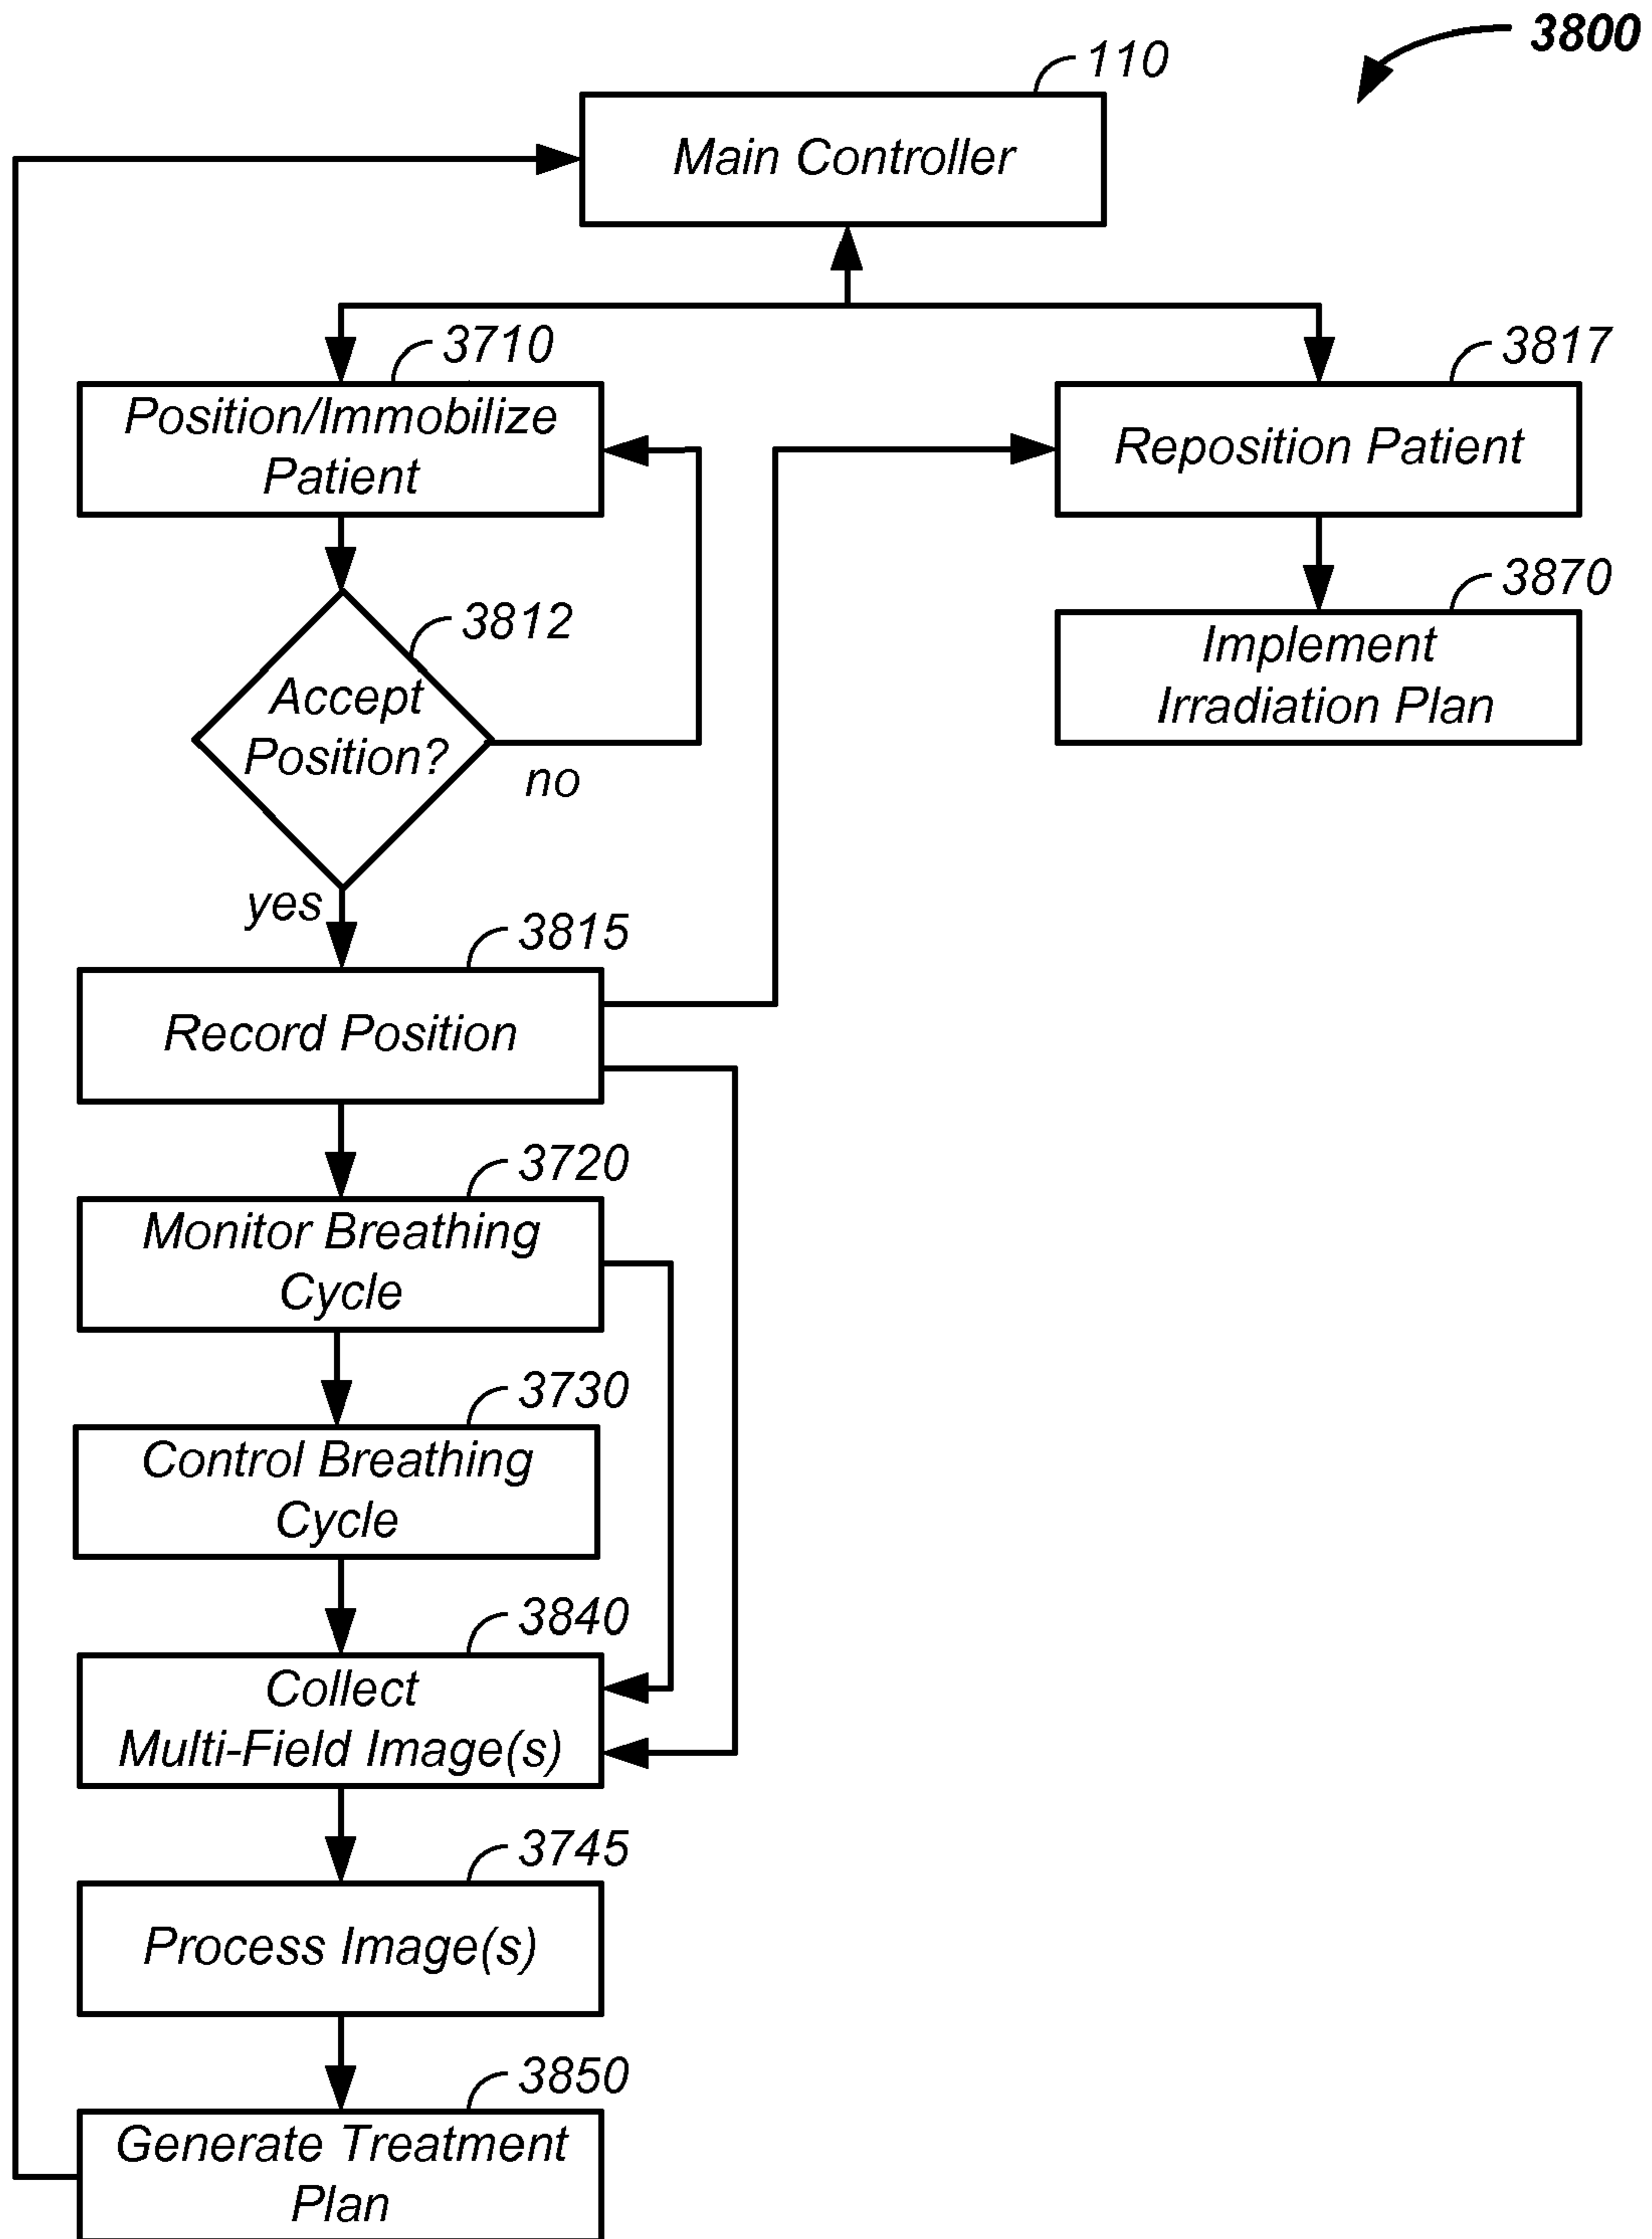 3800
110
Main Controller
3710
Position/Immobilize
Patient
3817
Reposition Patient
3812
Accept
Position?
no
yes
3870
Implement
Irradiation Plan
3815
Record Position
3720
Monitor Breathing
Cycle
3730
Control Breathing
Cycle
3840
Collect
Multi-Field Image(s)
3745
Process Image(s)
3850
Generate Treatment
Plan